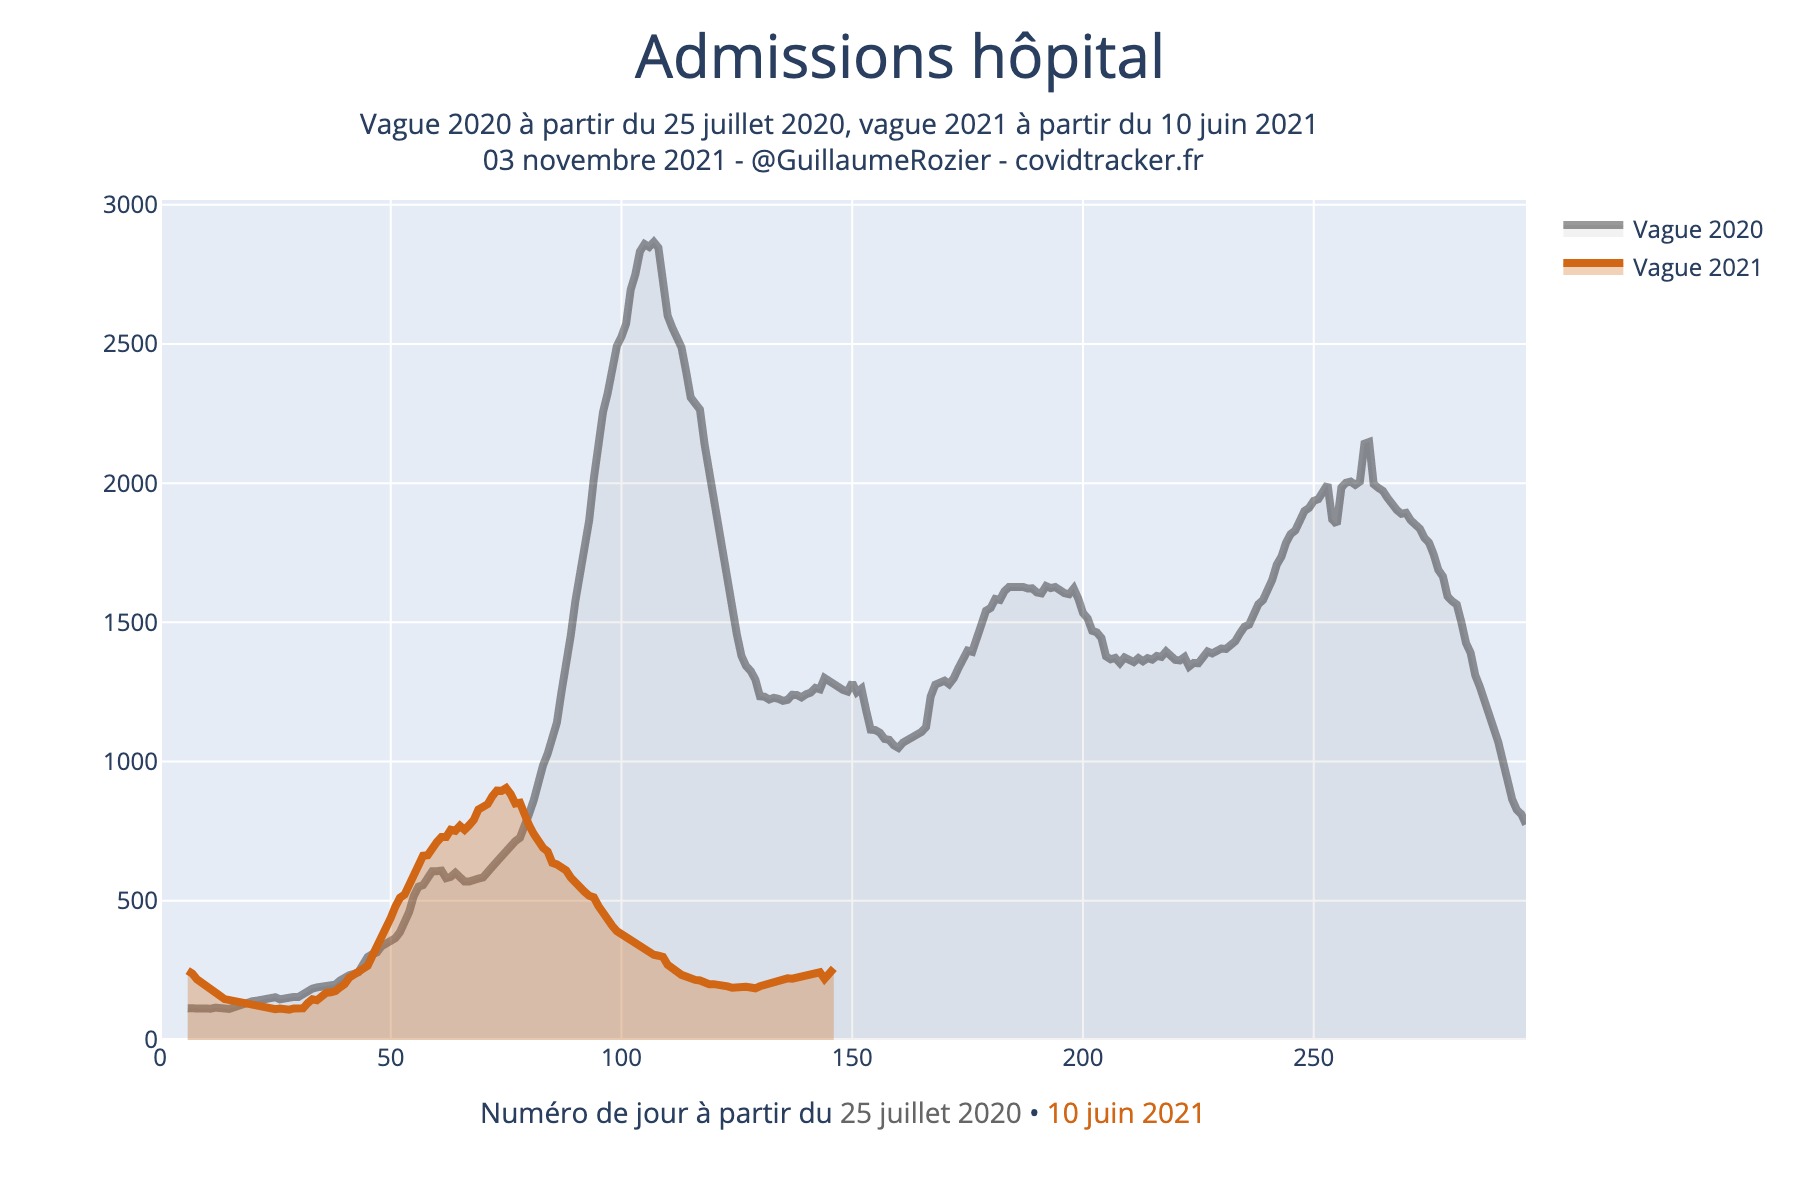 Admissions hôpital
Vague 2020 à partir du 25 juillet 2020, vague 2021 à partir du 10 juin 2021
03 novembre 2021 - @GuillaumeRozier - covidtracker.fr
3000
2500
2000
1500
1000
500
0
0 50 100 150 200 250
Vague 2020
Vague 2021
Numéro de jour à partir du 25 juillet 2020 • 10 juin 2021